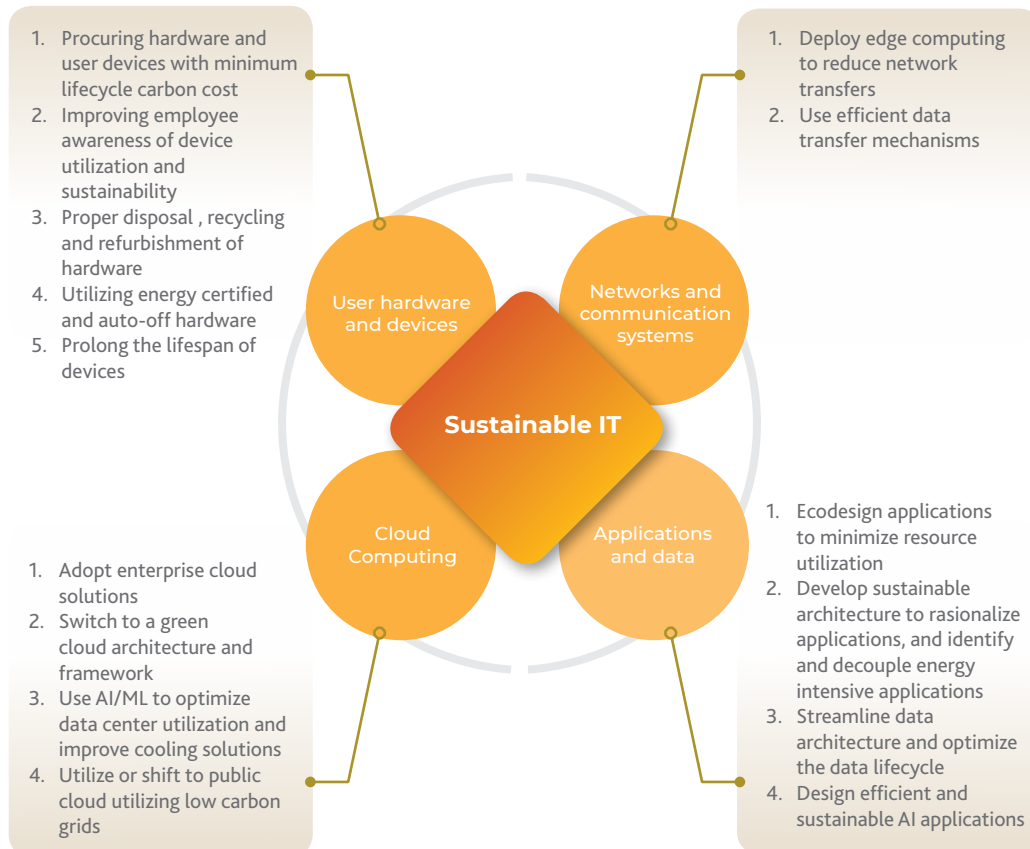 1. Procuring hardware and
user devices with minimum
lifecycle carbon cost
2. Improving employee
awareness of device
utilization and
sustainability
3. Proper disposal , recycling
and refurbishment of
hardware
4. Utilizing energy certified
and auto-off hardware
5. Prolong the lifespan of
devices
1. Deploy edge computing
to reduce network
transfers
2. Use efficient data
transfer mechanisms
User hardware
and devices
Networks and
communication
systems
Sustainable IT
Cloud
Computing
Applications
and data
1. Adopt enterprise cloud
solutions
2. Switch to a green
cloud architecture and
framework
3. Use AI/ML to optimize
data center utilization and
improve cooling solutions
4. Utilize or shift to public
cloud utilizing low carbon
grids
1. Ecodesign applications
to minimize resource
utilization
2. Develop sustainable
architecture to rasionalize
applications, and identify
and decouple energy
intensive applications
3. Streamline data
architecture and optimize
the data lifecycle
4. Design efficient and
sustainable AI applications